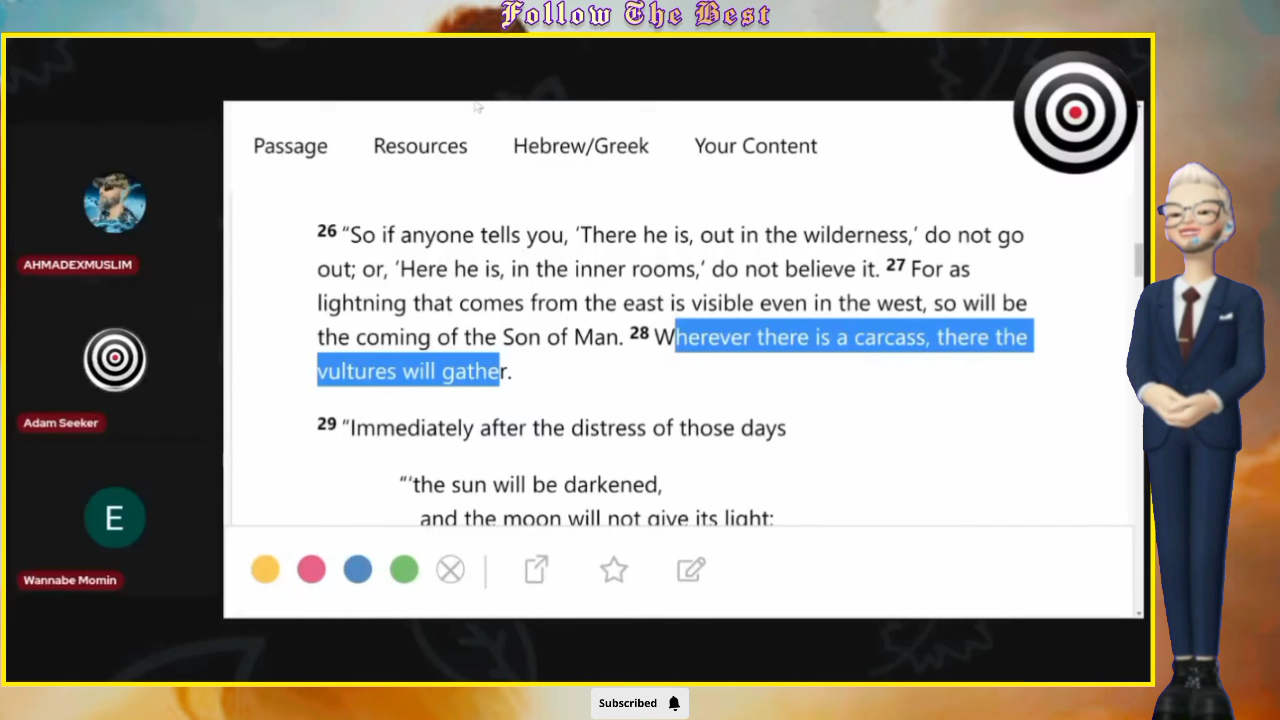 Follow The Best
Passage Resources Hebrew/Greek Your Content
26 “So if anyone tells you, ‘There he is, out in the wilderness,’ do not go
out; or, ‘Here he is, in the inner rooms,’ do not believe it. 27 For as
lightning that comes from the east is visible even in the west, so will be
the coming of the Son of Man. 28 Wherever there is a carcass, there the
vultures will gather.
29 “Immediately after the distress of those days
“‘the sun will be darkened,
and the moon will not give its light;
AHMADEXMUSLIM
Adam Seeker
E
Wannabe Momin
Subscribed